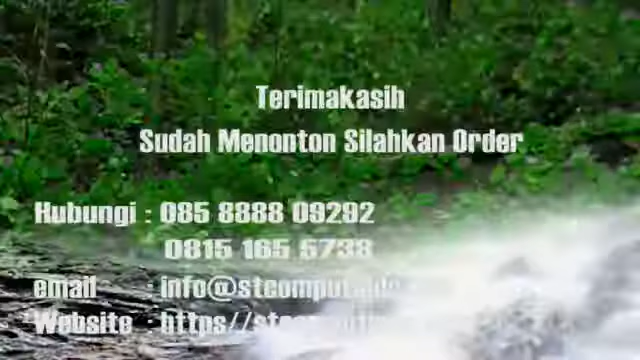 Terimakasih
Sudah Menonton Silahkan Order
Hubungi : 085 8888 09292
0815 165 5738
email :
Website :